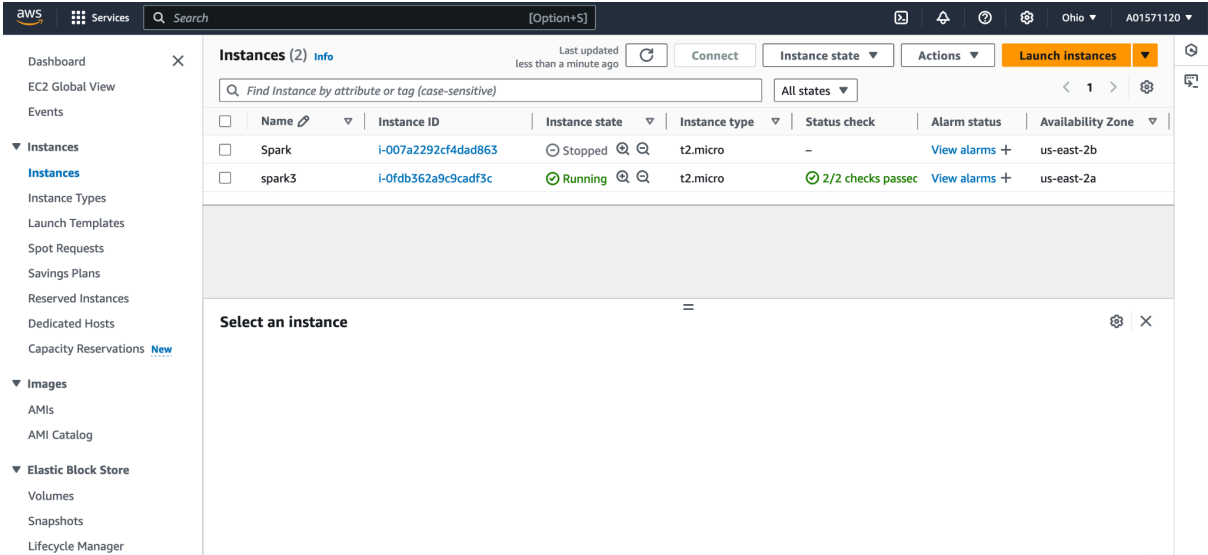 aws Services Search [Option+S] Ohio A01571120
Dashboard
EC2 Global View
Events
Instances
Instances
Instance Types
Launch Templates
Spot Requests
Savings Plans
Reserved Instances
Dedicated Hosts
Capacity Reservations New
Images
AMIs
AMI Catalog
Elastic Block Store
Volumes
Snapshots
Lifecycle Manager
Instances (2) Info
Last updated
less than a minute ago
Connect Instance state Actions Launch instances
Find Instance by attribute or tag (case-sensitive) All states 1
Name Instance ID Instance state Instance type Status check Alarm status Availability Zone
Spark i-007a2292cf4dad863 Stopped t2.micro – View alarms + us-east-2b
spark3 i-0fdb362a9c9cadf3c Running t2.micro 2/2 checks passec View alarms + us-east-2a
Select an instance